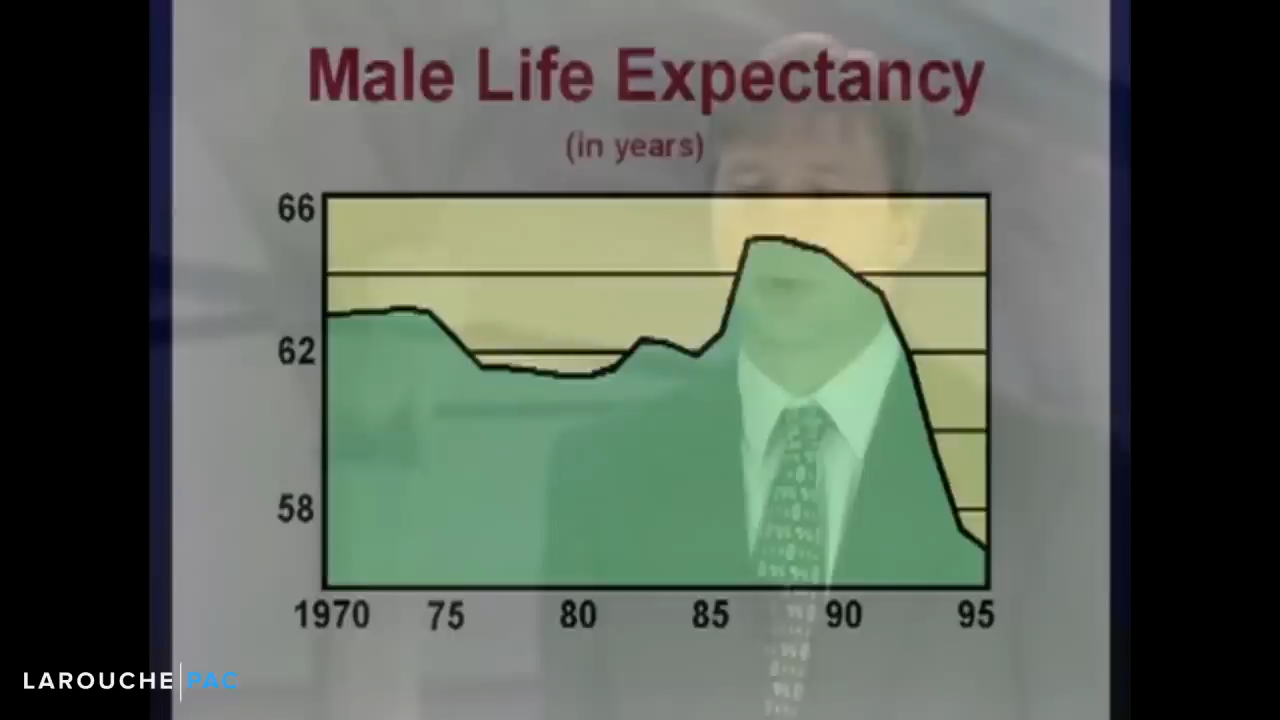 Male Life Expectancy
(in years)
66
62
58
1970 75 80 85 90 95
LAROUCHE|PAC